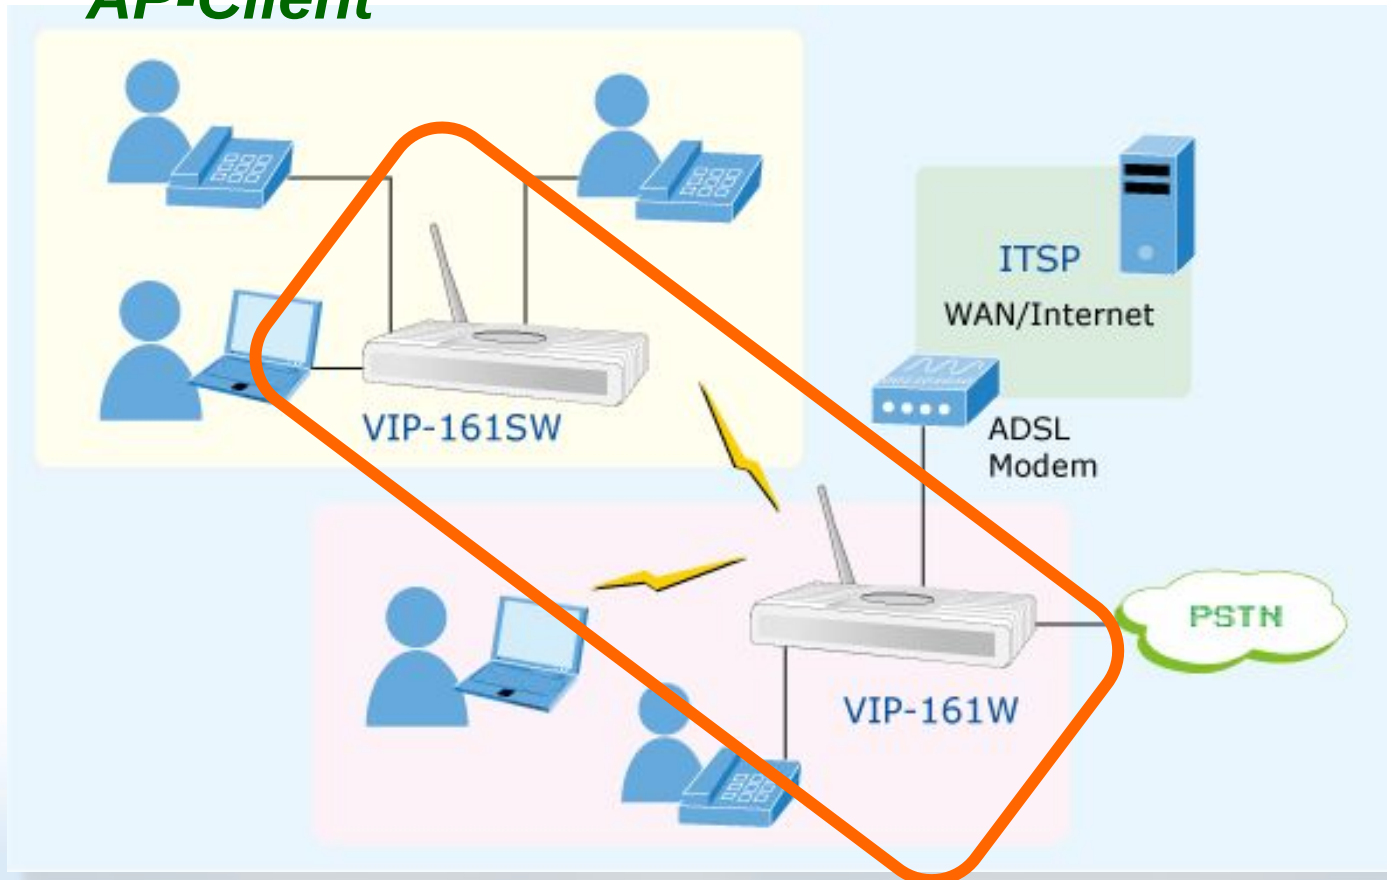 AP-Client
ITSP
WAN/Internet
VIP-161SW
ADSL
Modem
PSTN
VIP-161W